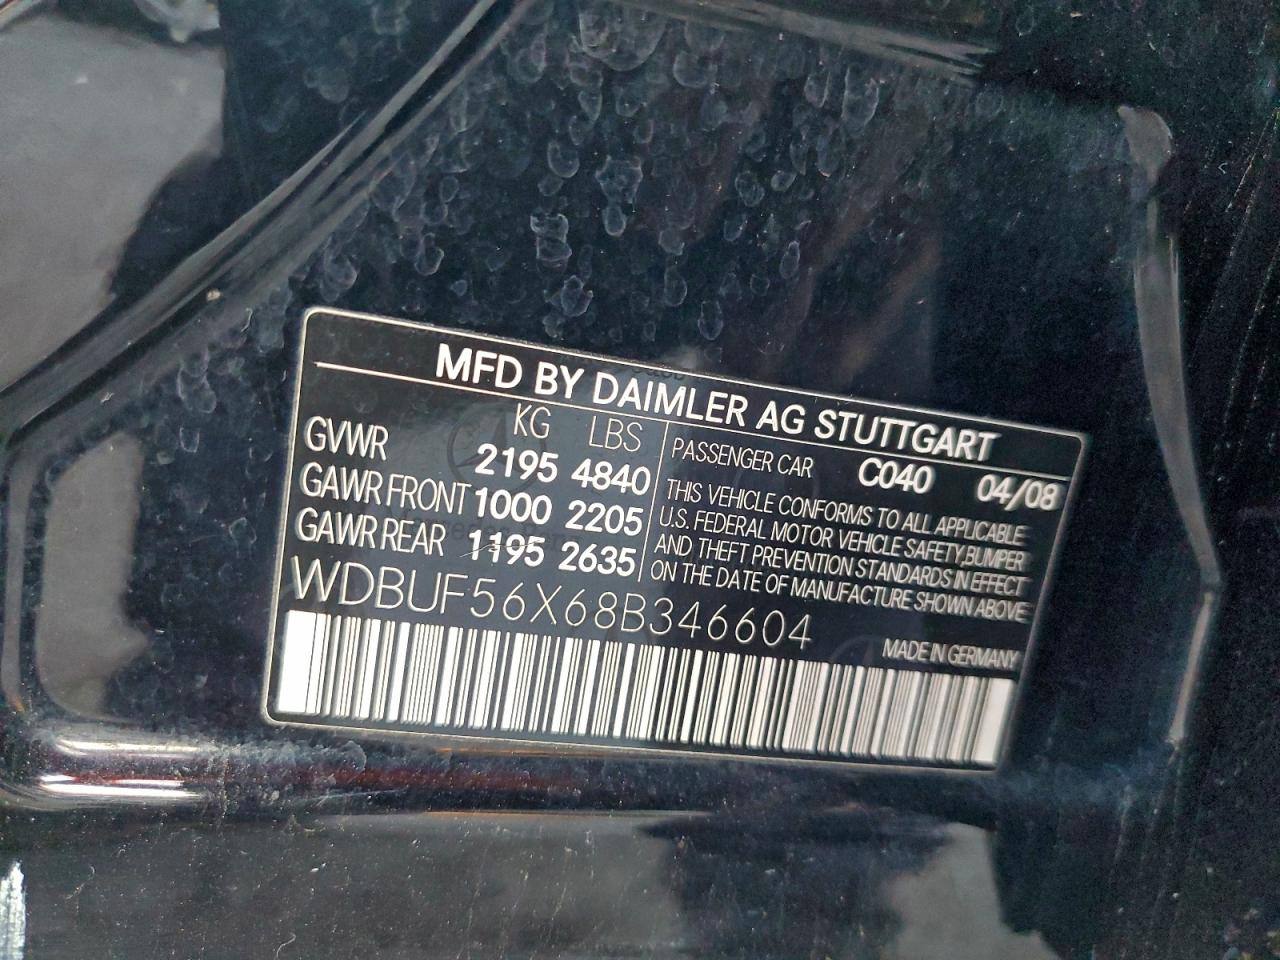 MFD BY DAIMLER AG STUTTGART
KG LBS
GVWR 2195 4840
GAWR FRONT 1000 2205
GAWR REAR 1195 2635
PASSENGER CAR C040 04/08
THIS VEHICLE CONFORMS TO ALL APPLICABLE
U.S. FEDERAL MOTOR VEHICLE SAFETY, BUMPER
AND THEFT PREVENTION STANDARDS IN EFFECT
ON THE DATE OF MANUFACTURE SHOWN ABOVE
WDBUF56X68B346604
MADE IN GERMANY